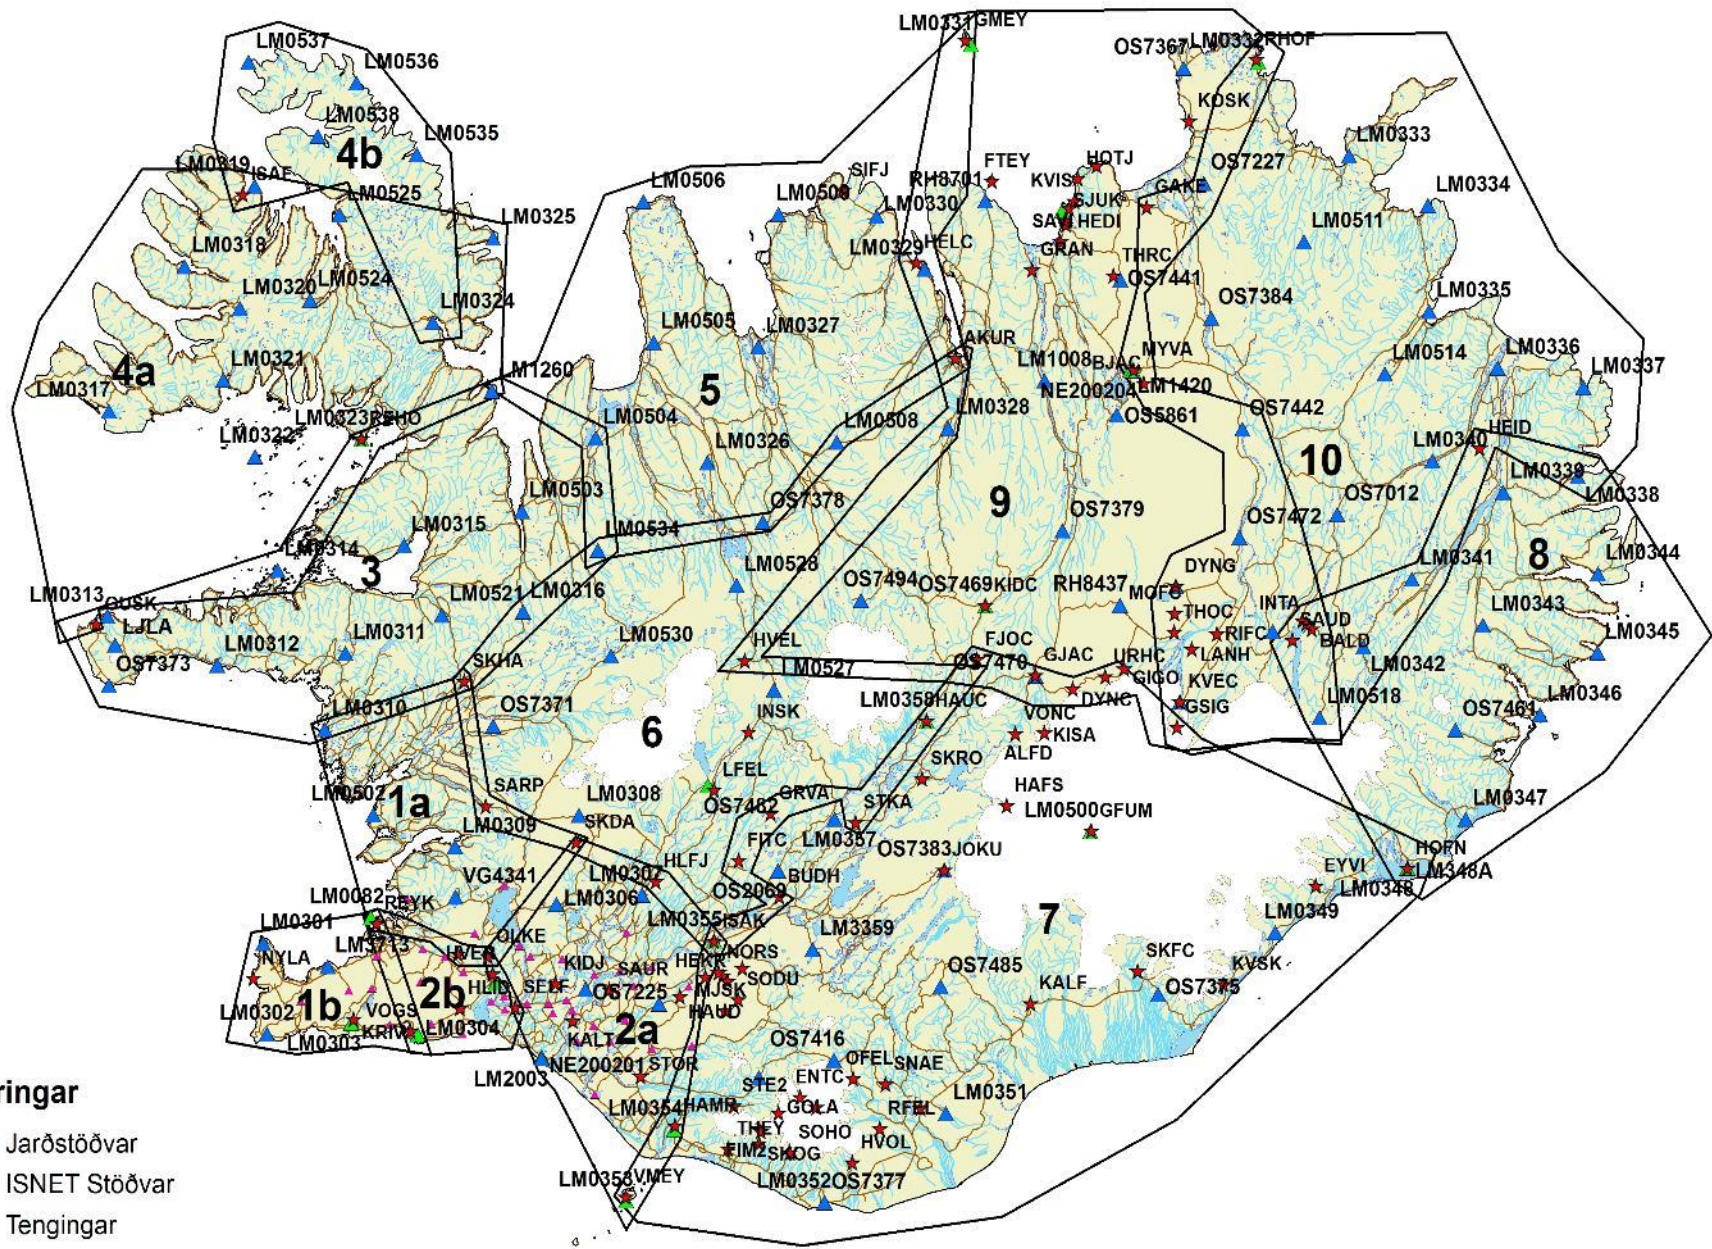 LM0331 GMEY
LM0332 RHOF
OS7367
LM0537
LM0536
KOSK
LM0538
LM0535
LM0333
4b
LM0319
ISAF
FTEY
HOTJ
OS7227
SIFJ
RH8701
KVIS
GAKE
LM0525
LM0506
LM0509
LM0334
SJUK
LM0325
LM0330
HEDI
LM0511
LM0318
LM0329
HELC
GRAN
THRC
LM0524
OS7441
LM0320
LM0324
OS7384
LM0335
LM0505
LM0327
AKUR
MYVA
LM0336
LM0321
4a
M1260
LM1008
BJAC
LM0514
LM0337
LM0317
5
NE200204
LM1420
LM0323
REHO
LM0504
LM0508
LM0328
OS5861
OS7442
HEID
LM0322
LM0326
LM0340
10
LM0339
LM0503
OS7378
9
OS7012
LM0338
LM0315
LM0534
OS7379
OS7472
LM0314
3
LM0528
LM0341
8
LM0344
LM0313
GUSK
LM0521
LM0316
OS7494
OS7469
KIDC
RH8437
DYNG
LJLA
LM0311
MOFO
THOC
INTA
SAUD
LM0343
LM0312
LM0530
HVEL
FJOC
RIFC
BALD
LM0345
OS7373
SKHA
LM0527
OS7470
GJAC
URHC
LANH
LM0342
GIGO
KVEC
LM0310
OS7371
LM0358
HAUC
DYNC
GSIG
LM0518
OS7461
LM0346
6
INSK
VONC
KISA
ALFD
SKRO
LM0502
1a
SARP
LFEL
HAFS
LM0308
OS7482
GRVA
STKA
LM0500
GFUM
LM0347
LM0309
SKDA
FITC
LM0357
HLFJ
OS7383
JOKU
HOFN
VG4341
LM0307
BUDH
EYVI
LM348A
LM0306
OS2069
LM0348
LM0082
REYK
LM0355
ISAK
7
LM0349
LM0301
LM3713
OLKE
LM3359
NYLA
HVER
KIDJ
SAUR
HEKR
NORS
SODU
OS7485
SKFC
KVSK
HLID
SELF
OS7225
MJSK
KALF
OS7375
LM0302
1b
VOGS
2b
HAUD
KRIV
LM0304
2a
LM0303
KALT
OS7416
LM2003
NE200201
STOR
OFEL
SNAE
STE2
ENTC
LM0351
LM0354
HAMR
GOLA
RFEL
THEY
SOHO
HVOL
FIM2
SKOG
LM0353
VMEY
LM0352
OS7377
ringar
Jarðstöðvar
ISNET Stöðvar
Tengingar